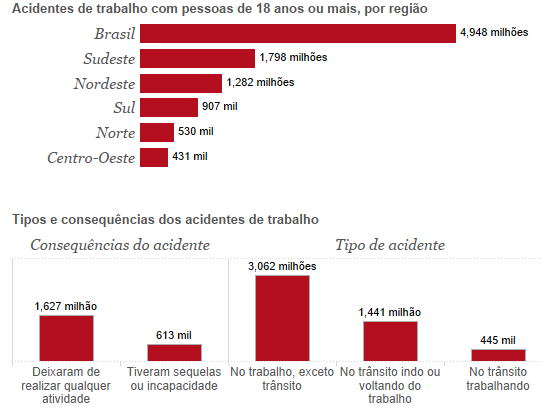 Acidentes de trabalho com pessoas de 18 anos ou mais, por região
Brasil 4,948 milhões
Sudeste 1,798 milhões
Nordeste 1,282 milhões
Sul 907 mil
Norte 530 mil
Centro-Oeste 431 mil
Tipos e consequências dos acidentes de trabalho
Consequências do acidente Tipo de acidente
3,062 milhões
1,627 milhão
1,441 milhão
613 mil
445 mil
Deixaram de realizar qualquer atividade
Tiveram sequelas ou incapacidade
No trabalho, exceto trânsito
No trânsito indo ou voltando do trabalho
No trânsito trabalhando